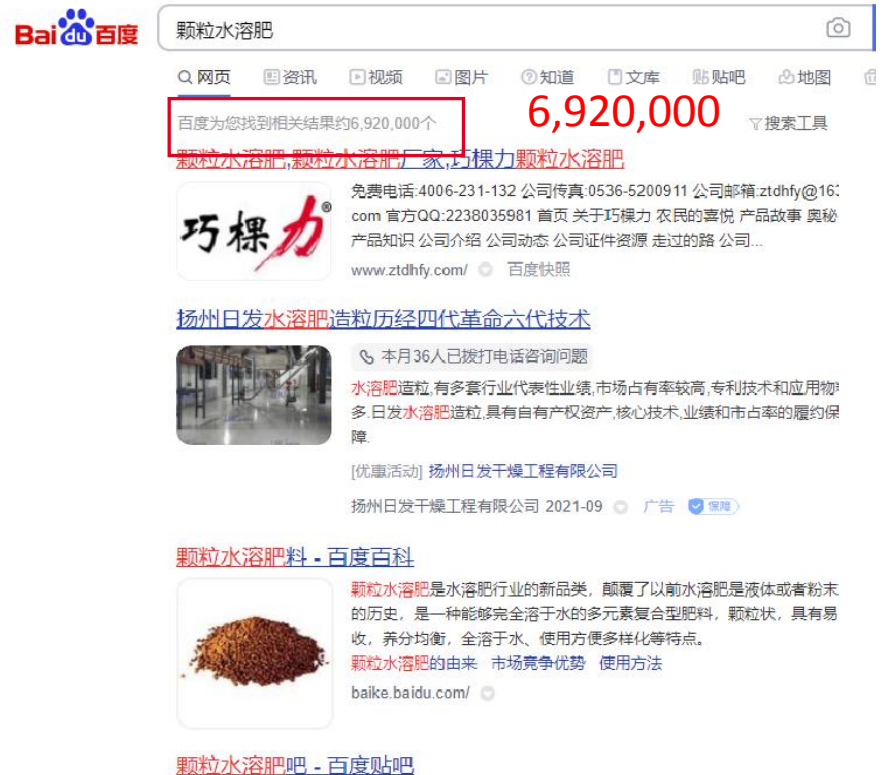 Bai du 百度
颗粒水溶肥
网页 资讯 视频 图片 知道 文库 贴吧 地图
百度为您找到相关结果约6,920,000个
6,920,000
搜索工具
颗粒水溶肥,颗粒水溶肥厂家,巧棵力颗粒水溶肥
巧棵力®
免费电话:4006-231-132 公司传真:0536-5200911 公司邮箱:ztdhfy@163
com 官方QQ:2238035981 首页 关于巧棵力 农民的喜悦 产品故事 奥秘
产品知识 公司介绍 公司动态 公司证件资源 走过的路 公司...
www.ztdhfy.com/ 百度快照
扬州日发水溶肥造粒历经四代革命六代技术
本月36人已拨打电话咨询问题
水溶肥造粒,有多套行业代表性业绩,市场占有率较高,专利技术和应用物
多.日发水溶肥造粒,具有自有产权资产,核心技术,业绩和市占率的履约保
障.
[优惠活动] 扬州日发干燥工程有限公司
扬州日发干燥工程有限公司 2021-09 广告 保障
颗粒水溶肥料 - 百度百科
颗粒水溶肥是水溶肥行业的新品类，颠覆了以前水溶肥是液体或者粉末
的历史，是一种能够完全溶于水的多元素复合型肥料，颗粒状，具有易
收，养分均衡，全溶于水、使用方便多样化等特点。
颗粒水溶肥的由来 市场竞争优势 使用方法
baike.baidu.com/
颗粒水溶肥吧 - 百度贴吧